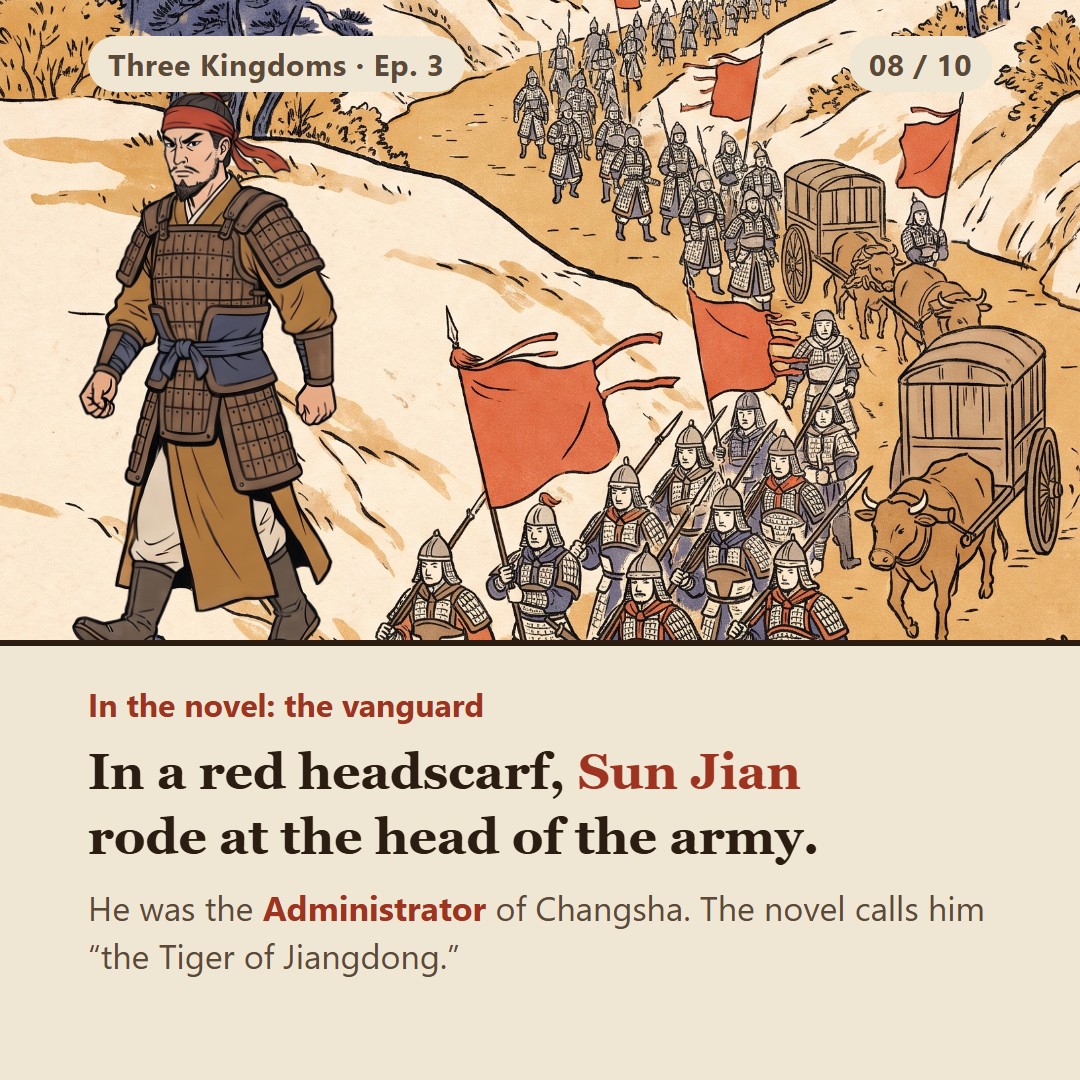 Three Kingdoms · Ep. 3
08 / 10
In the novel: the vanguard
In a red headscarf, Sun Jian
rode at the head of the army.
He was the Administrator of Changsha. The novel calls him
“the Tiger of Jiangdong.”